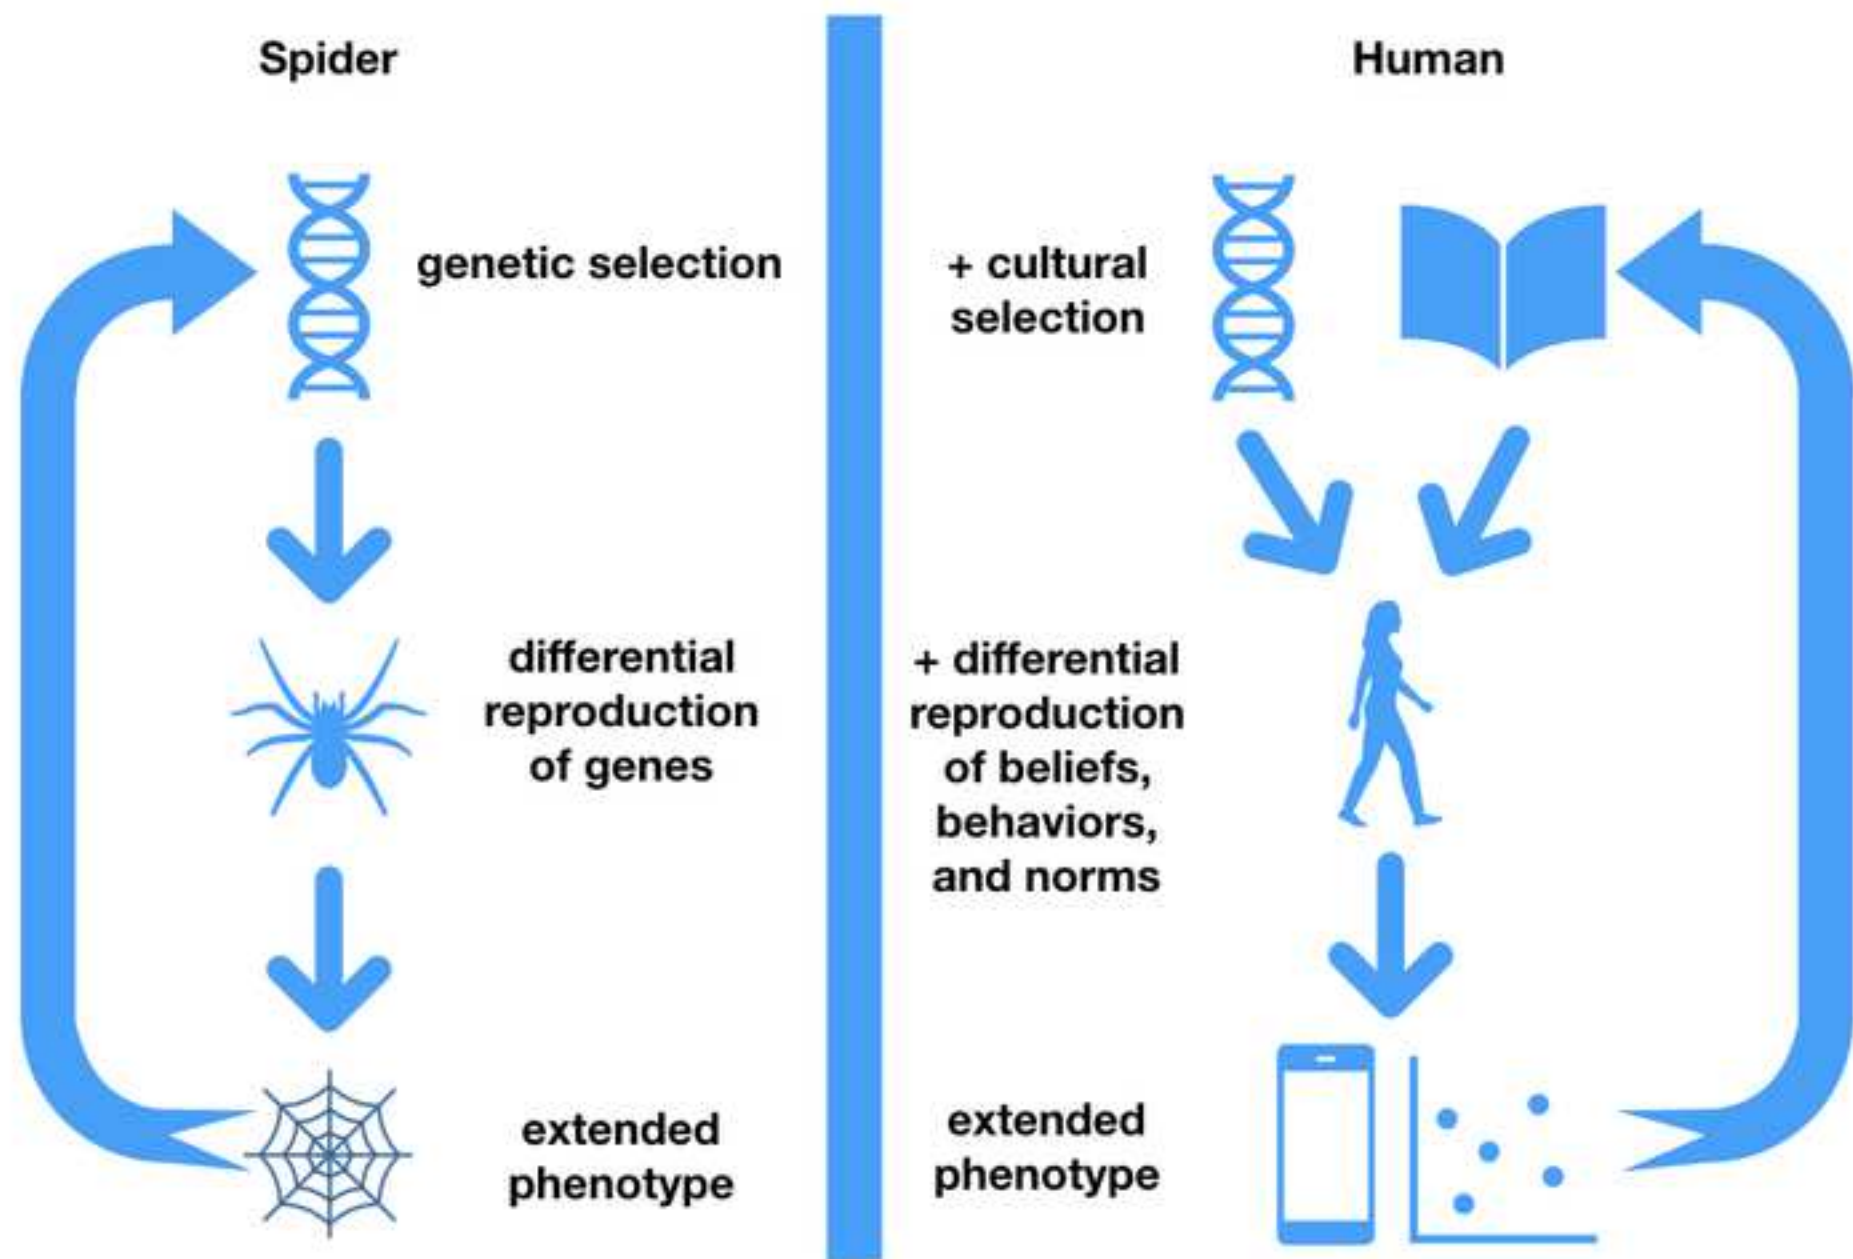 Spider
genetic selection
differential
reproduction
of genes
extended
phenotype
Human
+ cultural
selection
+ differential
reproduction
of beliefs,
behaviors,
and norms
extended
phenotype